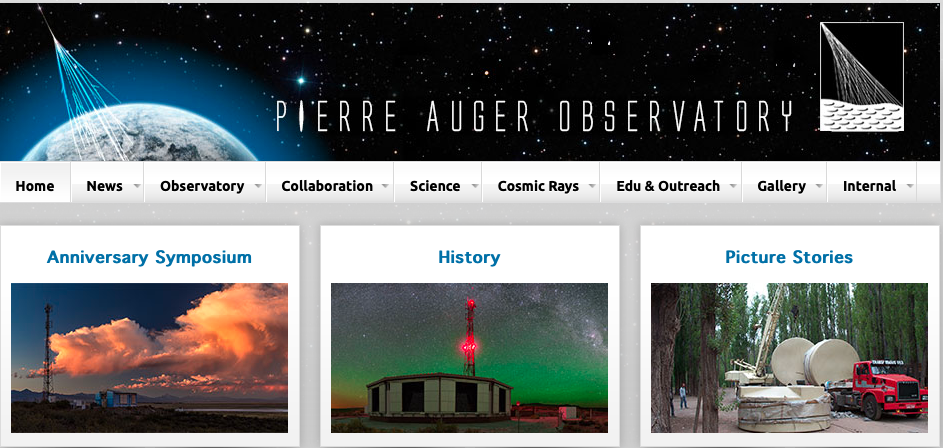 PIERRE AUGER OBSERVATORY
Home News Observatory Collaboration Science Cosmic Rays Edu & Outreach Gallery Internal
Anniversary Symposium
History
Picture Stories